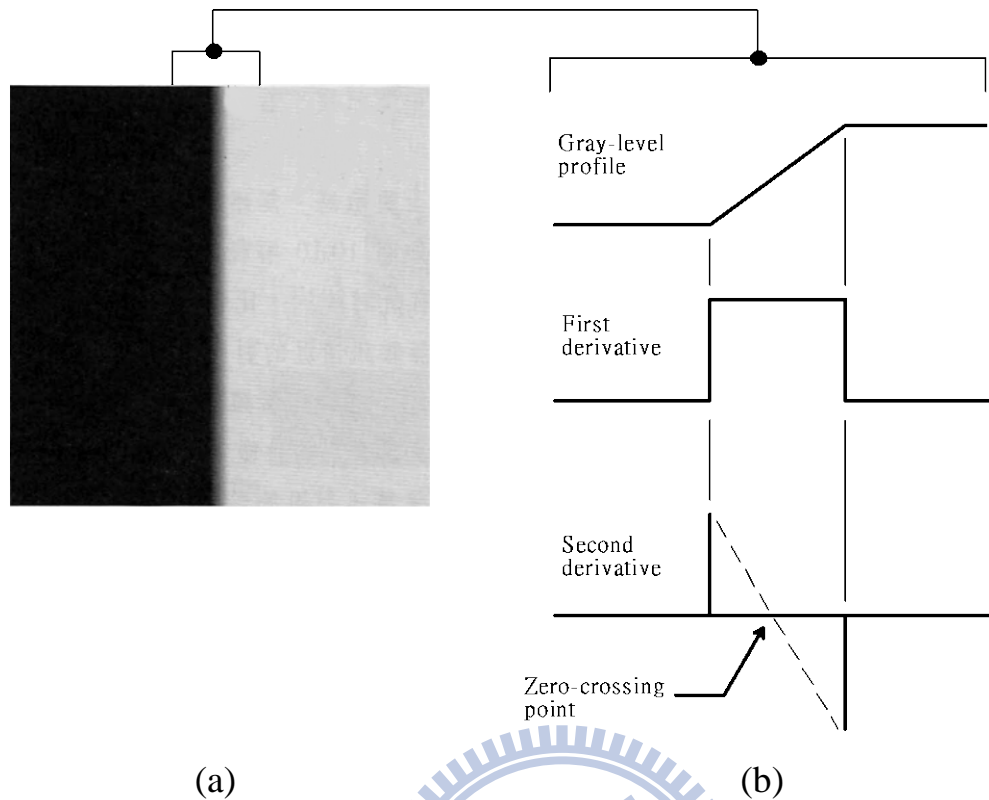 Gray-level
profile
First
derivative
Second
derivative
Zero-crossing
point
(a)
(b)